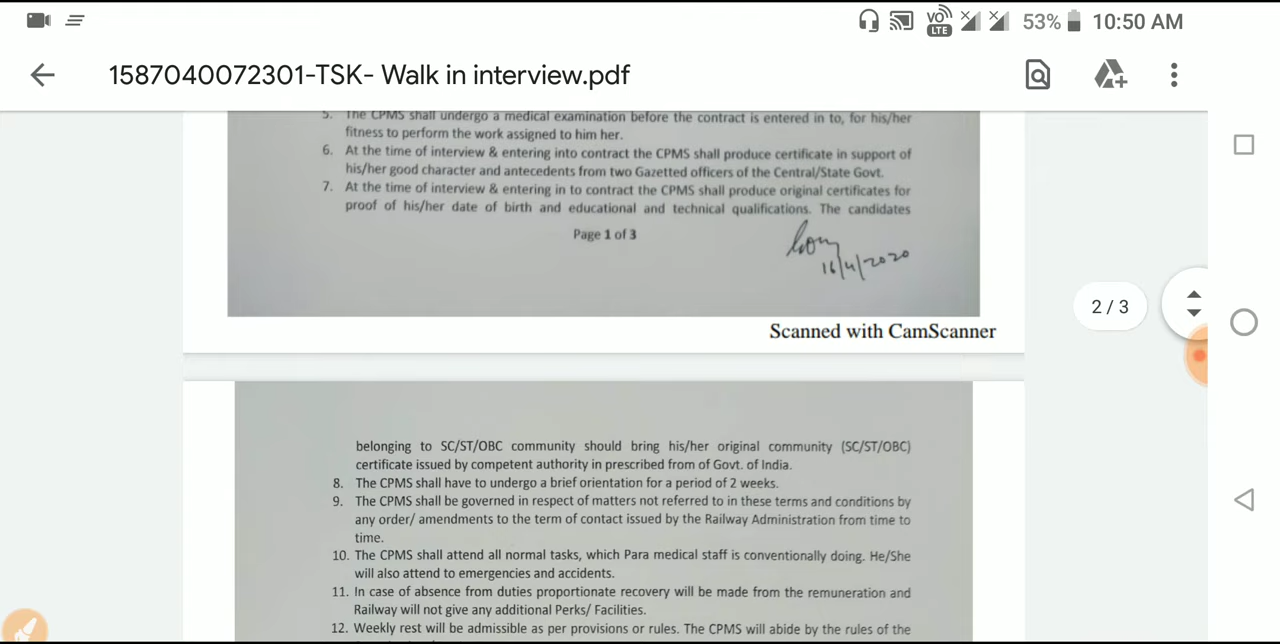 VO LTE 53% 10:50 AM
1587040072301-TSK- Walk in interview.pdf
5. The CPMS shall undergo a medical examination before the contract is entered in to, for his/her
fitness to perform the work assigned to him her.
6. At the time of interview & entering into contract the CPMS shall produce certificate in support of
his/her good character and antecedents from two Gazetted officers of the Central/State Govt.
7. At the time of interview & entering in to contract the CPMS shall produce original certificates for
proof of his/her date of birth and educational and technical qualifications. The candidates
Page 1 of 3
16/4/2020
2 / 3
Scanned with CamScanner
belonging to SC/ST/OBC community should bring his/her original community (SC/ST/OBC)
certificate issued by competent authority in prescribed from of Govt. of India.
8. The CPMS shall have to undergo a brief orientation for a period of 2 weeks.
9. The CPMS shall be governed in respect of matters not referred to in these terms and conditions by
any order/ amendments to the term of contact issued by the Railway Administration from time to
time.
10. The CPMS shall attend all normal tasks, which Para medical staff is conventionally doing. He/She
will also attend to emergencies and accidents.
11. In case of absence from duties proportionate recovery will be made from the remuneration and
Railway will not give any additional Perks/ Facilities.
12. Weekly rest will be admissible as per provisions or rules. The CPMS will abide by the rules of the